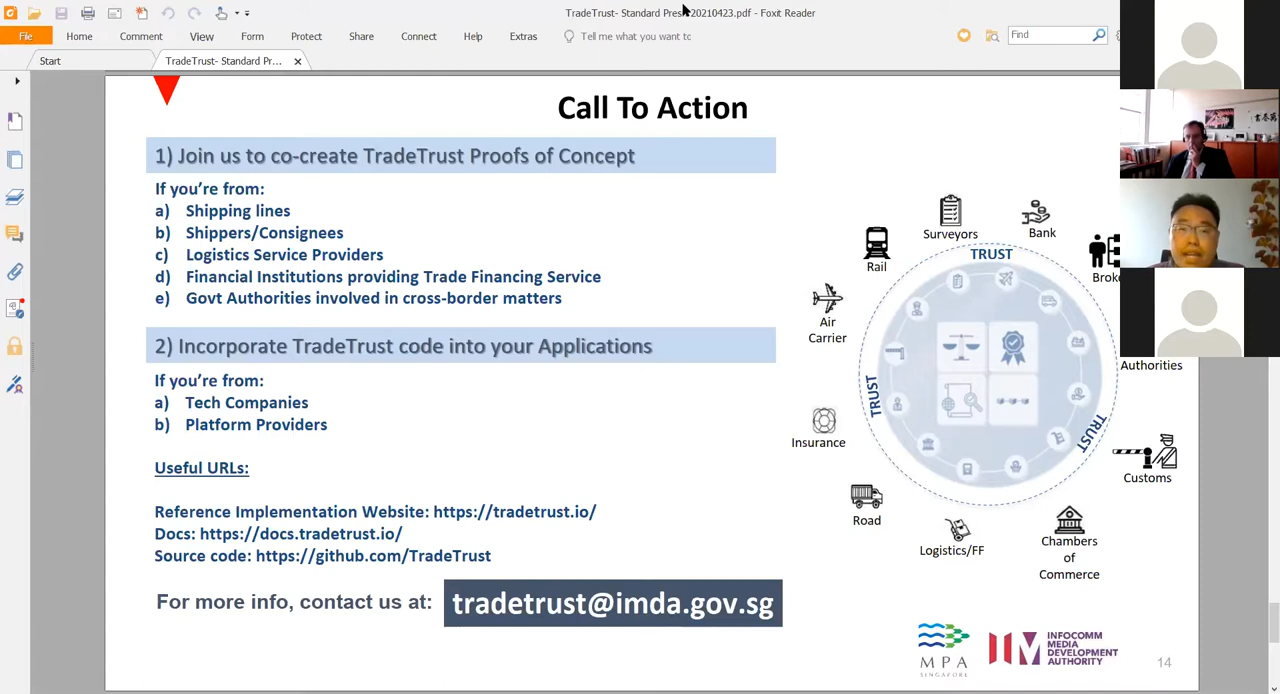 TradeTrust- Standard Pres 20210423.pdf - Foxit Reader
File Home Comment View Form Protect Share Connect Help Extras Tell me what you want to Find
Start TradeTrust- Standard Pr...
Call To Action
1) Join us to co-create TradeTrust Proofs of Concept
If you're from:
a) Shipping lines
b) Shippers/Consignees
c) Logistics Service Providers
d) Financial Institutions providing Trade Financing Service
e) Govt Authorities involved in cross-border matters
2) Incorporate TradeTrust code into your Applications
If you're from:
a) Tech Companies
b) Platform Providers
Useful URLs:
Reference Implementation Website: https://tradetrust.io/
Docs: https://docs.tradetrust.io/
Source code: https://github.com/TradeTrust
For more info, contact us at: tradetrust@imda.gov.sg
Surveyors
Bank
Rail
TRUST
Broke
Air
Carrier
Authorities
TRUST
TRUST
Insurance
Customs
Road
Logistics/FF
Chambers
of
Commerce
MPA
SINGAPORE
INFOCOMM
MEDIA
DEVELOPMENT
AUTHORITY
14